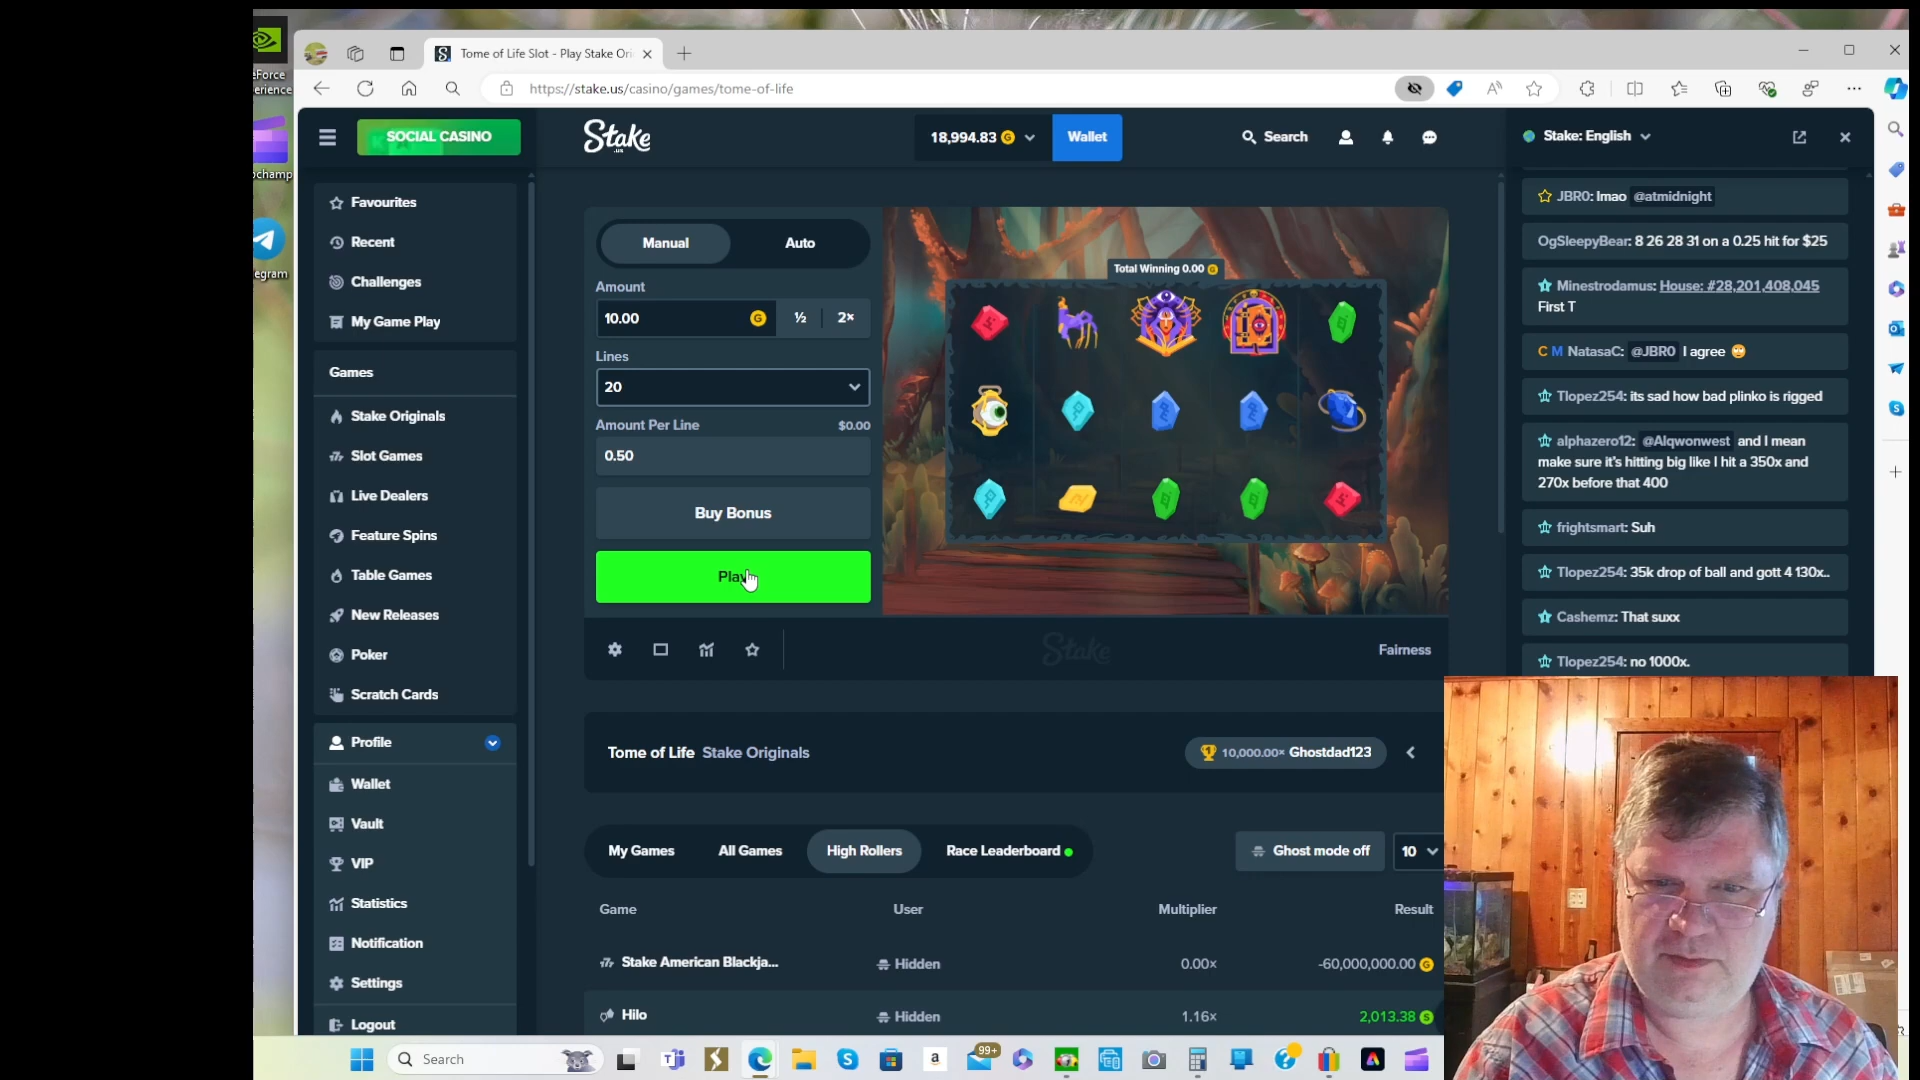 Tome of Life Slot - Play Stake Ori
https://stake.us/casino/games/tome-of-life
eForce
erience
ochamp
egram
SOCIAL CASINO
Stake
.US
18,994.83
Wallet
Search
Stake: English
Favourites
Recent
Challenges
My Game Play
Games
Stake Originals
Slot Games
Live Dealers
Feature Spins
Table Games
New Releases
Poker
Scratch Cards
Profile
Wallet
Vault
VIP
Statistics
Notification
Settings
Logout
Manual Auto
Amount
10.00 ½ 2×
Lines
20
Amount Per Line $0.00
0.50
Buy Bonus
Play
Total Winning 0.00
Stake
Fairness
Tome of Life Stake Originals
10,000.00× Ghostdad123
My Games All Games High Rollers Race Leaderboard
Ghost mode off 10
Game User Multiplier Result
Stake American Blackja... Hidden 0.00× -60,000,000.00
Hilo Hidden 1.16× 2,013.38
JBR0: lmao @atmidnight
OgSleepyBear: 8 26 28 31 on a 0.25 hit for $25
Minestrodamus: House: #28,201,408,045
First T
C M NatasaC: @JBR0 I agree 🙄
Tlopez254: its sad how bad plinko is rigged
alphazero12: @Alqwonwest and I mean
make sure it's hitting big like I hit a 350x and
270x before that 400
frightsmart: Suh
Tlopez254: 35k drop of ball and gott 4 130x..
Cashemz: That suxx
Tlopez254: no 1000x.
Search
99+